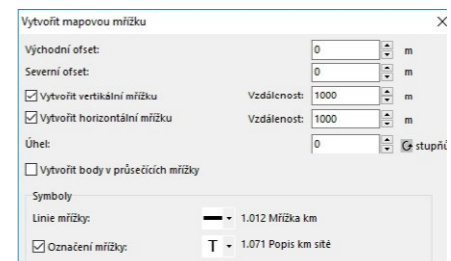 Vytvořit mapovou mřížku
Východní ofset: 0 m
Severní ofset: 0 m
Vytvořit vertikální mřížku Vzdálenost: 1000 m
Vytvořit horizontální mřížku Vzdálenost: 1000 m
Úhel: 0 stupňů
Vytvořit body v průsečících mřížky
Symboly
Linie mřížky: 1.012 Mřížka km
Označení mřížky: T 1.071 Popis km sítě